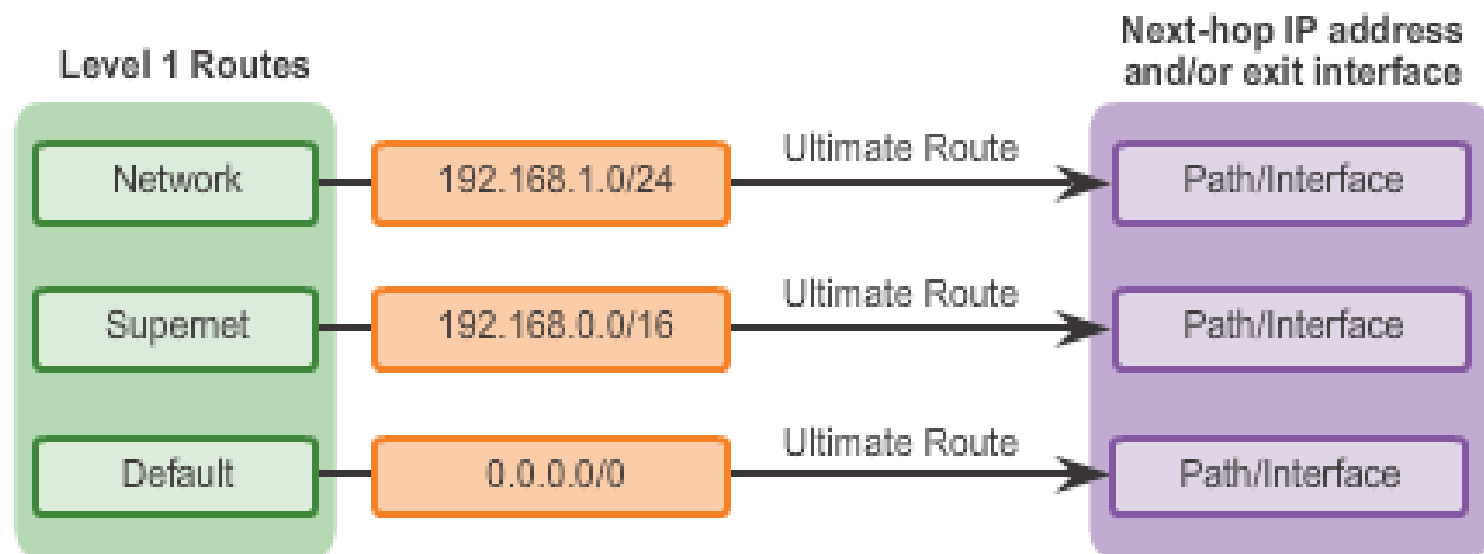 Level 1 Routes
Next-hop IP address
and/or exit interface
Network
192.168.1.0/24
Ultimate Route
Path/Interface
Supernet
192.168.0.0/16
Ultimate Route
Path/Interface
Default
0.0.0.0/0
Ultimate Route
Path/Interface